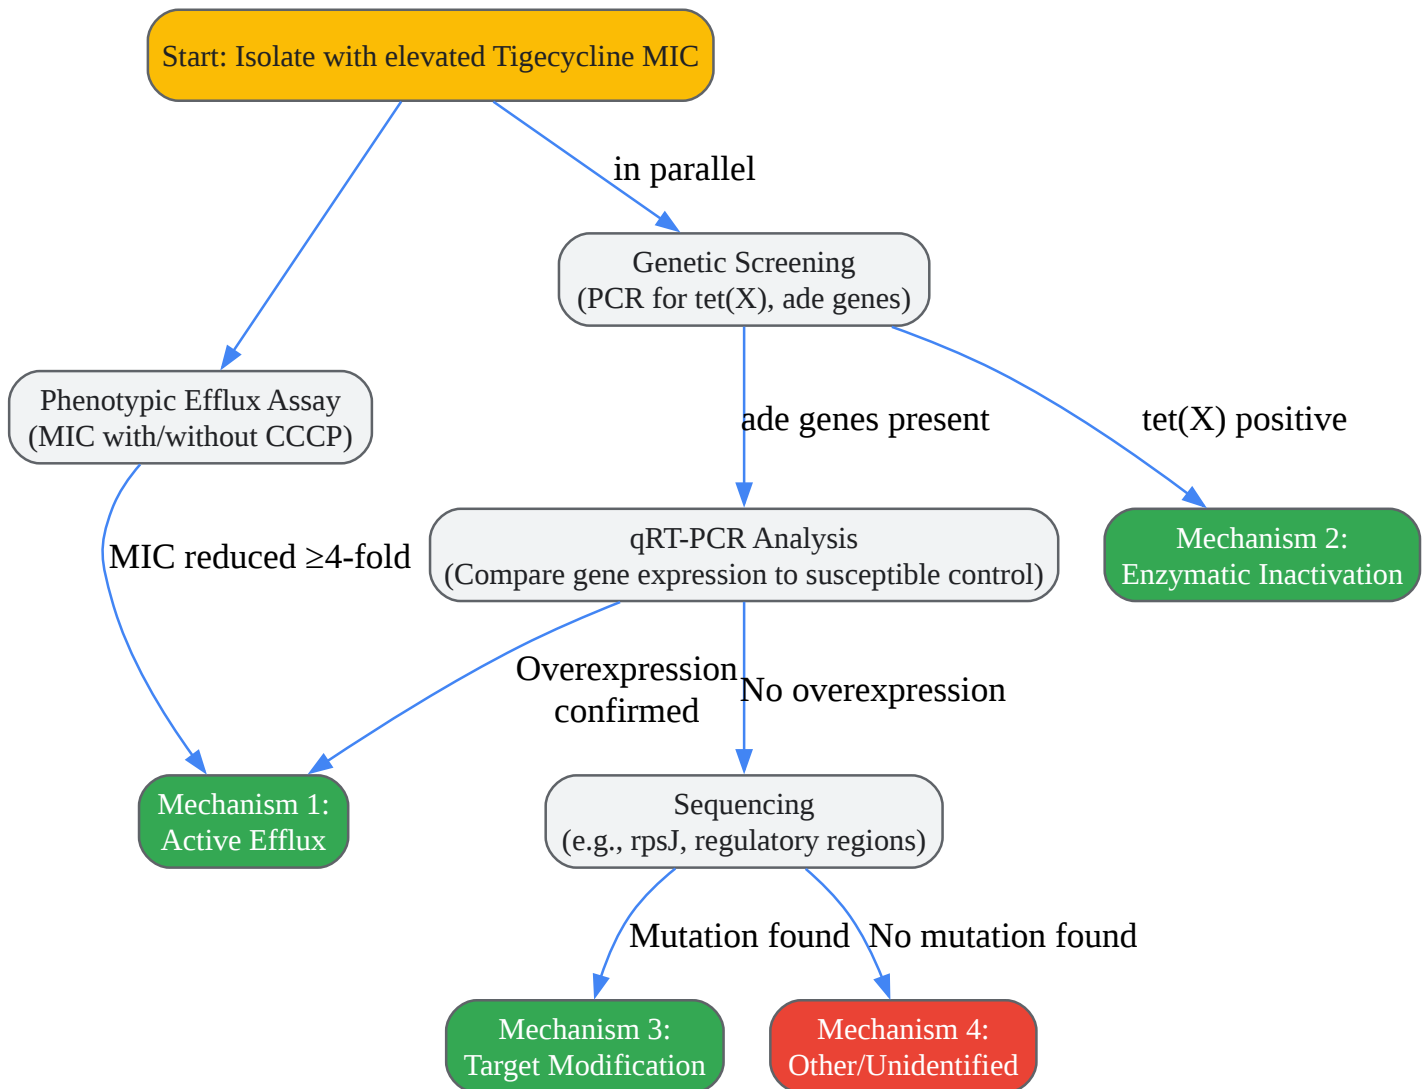 Start: Isolate with elevated Tigecycline MIC
in parallel
Genetic Screening
(PCR for tet(X), ade genes)
Phenotypic Efflux Assay
(MIC with/without CCCP)
ade genes present
tet(X) positive
MIC reduced ≥4-fold
qRT-PCR Analysis
(Compare gene expression to susceptible control)
Mechanism 2:
Enzymatic Inactivation
Overexpression
confirmed
No overexpression
Mechanism 1:
Active Efflux
Sequencing
(e.g., rpsJ, regulatory regions)
Mutation found
No mutation found
Mechanism 3:
Target Modification
Mechanism 4:
Other/Unidentified